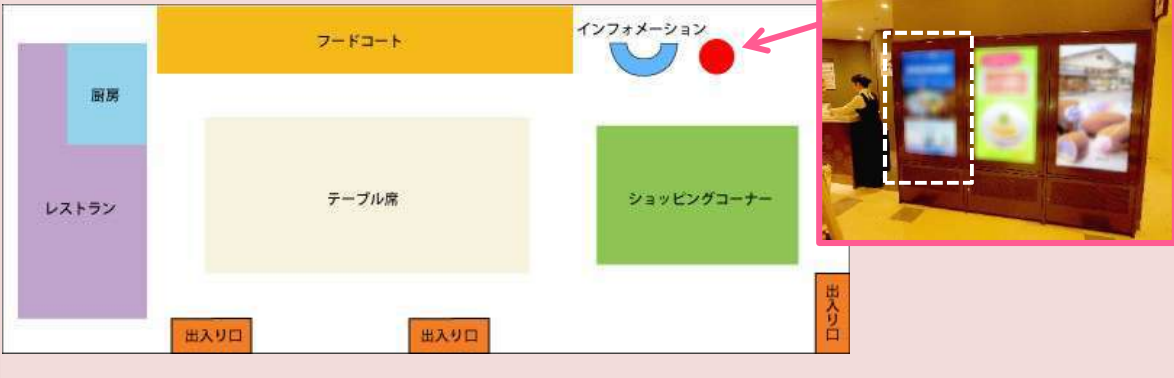 フードコート
インフォメーション
厨房
レストラン
テーブル席
ショッピングコーナー
出入り口
出入り口
出入り口